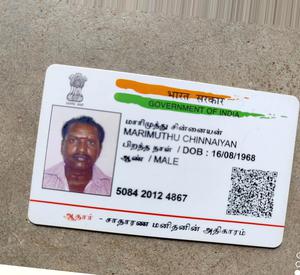 भारत सरकार
GOVERNMENT OF INDIA
மாரிமுத்து சின்னையன்
MARIMUTHU CHINNAIYAN
பிறந்த நாள் / DOB : 16/08/1968
ஆண் / MALE
5084 2012 4867
ஆதார் - சாதாரண மனிதனின் அதிகாரம்